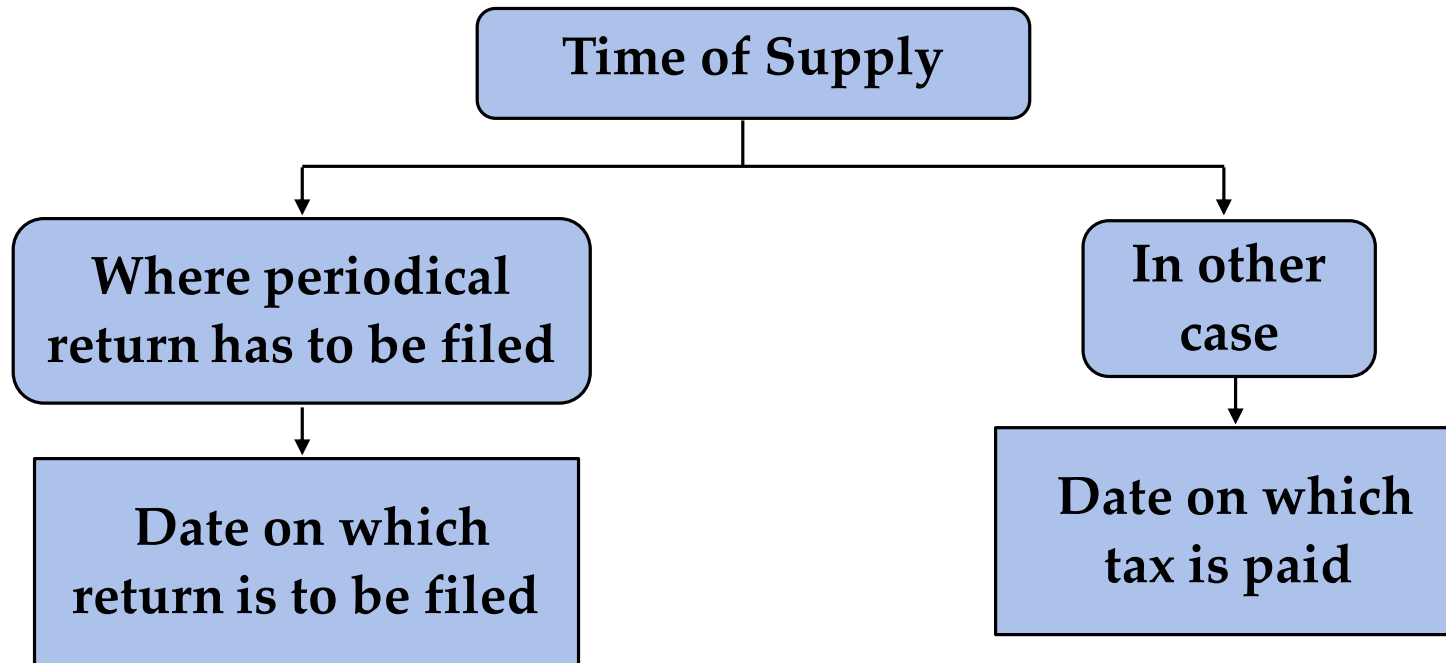 Time of Supply
Where periodical
return has to be filed
In other
case
Date on which
return is to be filed
Date on which
tax is paid